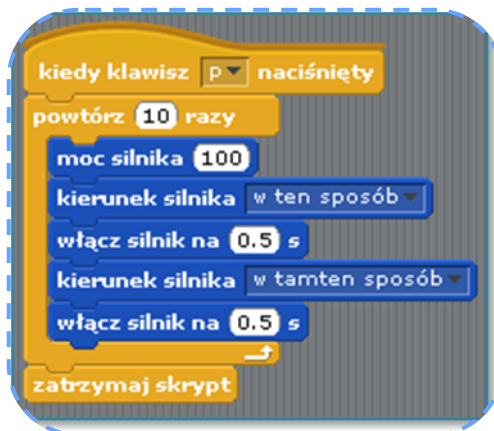 kiedy klawisz p naciśnięty
powtórz 10 razy
moc silnika 100
kierunek silnika w ten sposób
włącz silnik na 0.5 s
kierunek silnika w tamten sposób
włącz silnik na 0.5 s
zatrzymaj skrypt